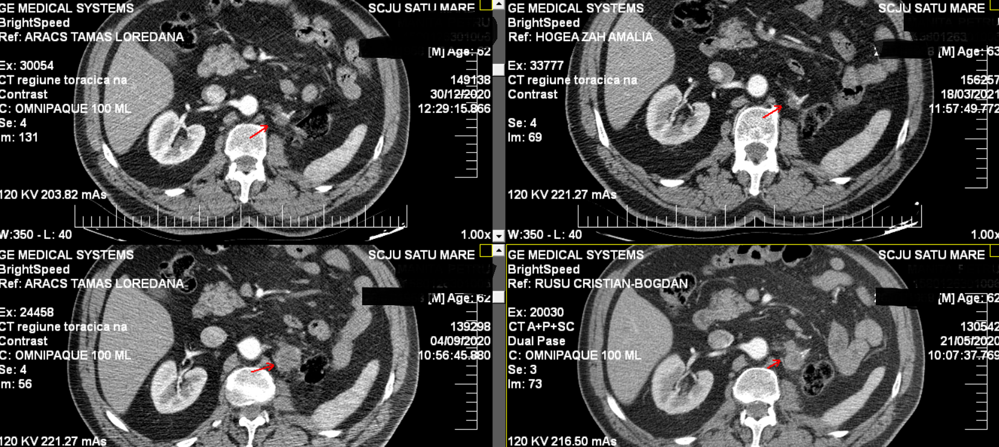 GE MEDICAL SYSTEMS
BrightSpeed
Ref: ARACS TAMAS LOREDANA
Ex: 30054
CT regiune toracica na
Contrast
C: OMNIPAQUE 100 ML
Se: 4
Im: 131
120 KV 203.82 mAs
W:350 - L: 40
SCJU SATU MARE
[M] Age: 62
149138
30/12/2020
12:29:15.866
1.00x
GE MEDICAL SYSTEMS
BrightSpeed
Ref: HOGEA ZAH AMALIA
Ex: 33777
CT regiune toracica na
Contrast
Se: 4
Im: 69
120 KV 221.27 mAs
W:350 - L: 40
SCJU SATU MARE
[M] Age: 63
156257
18/03/2021
11:57:49.772
1.00x
GE MEDICAL SYSTEMS
BrightSpeed
Ref: ARACS TAMAS LOREDANA
Ex: 24458
CT regiune toracica na
Contrast
C: OMNIPAQUE 100 ML
Se: 4
Im: 56
120 KV 221.27 mAs
SCJU SATU MARE
[M] Age: 62
139298
04/09/2020
10:56:45.880
GE MEDICAL SYSTEMS
BrightSpeed
Ref: RUSU CRISTIAN-BOGDAN
Ex: 20030
CT A+P+SC
Dual Pase
C: OMNIPAQUE 100 ML
Se: 3
Im: 73
120 KV 216.50 mAs
SCJU SATU MARE
[M] Age: 62
130542
21/05/2020
10:07:37.769